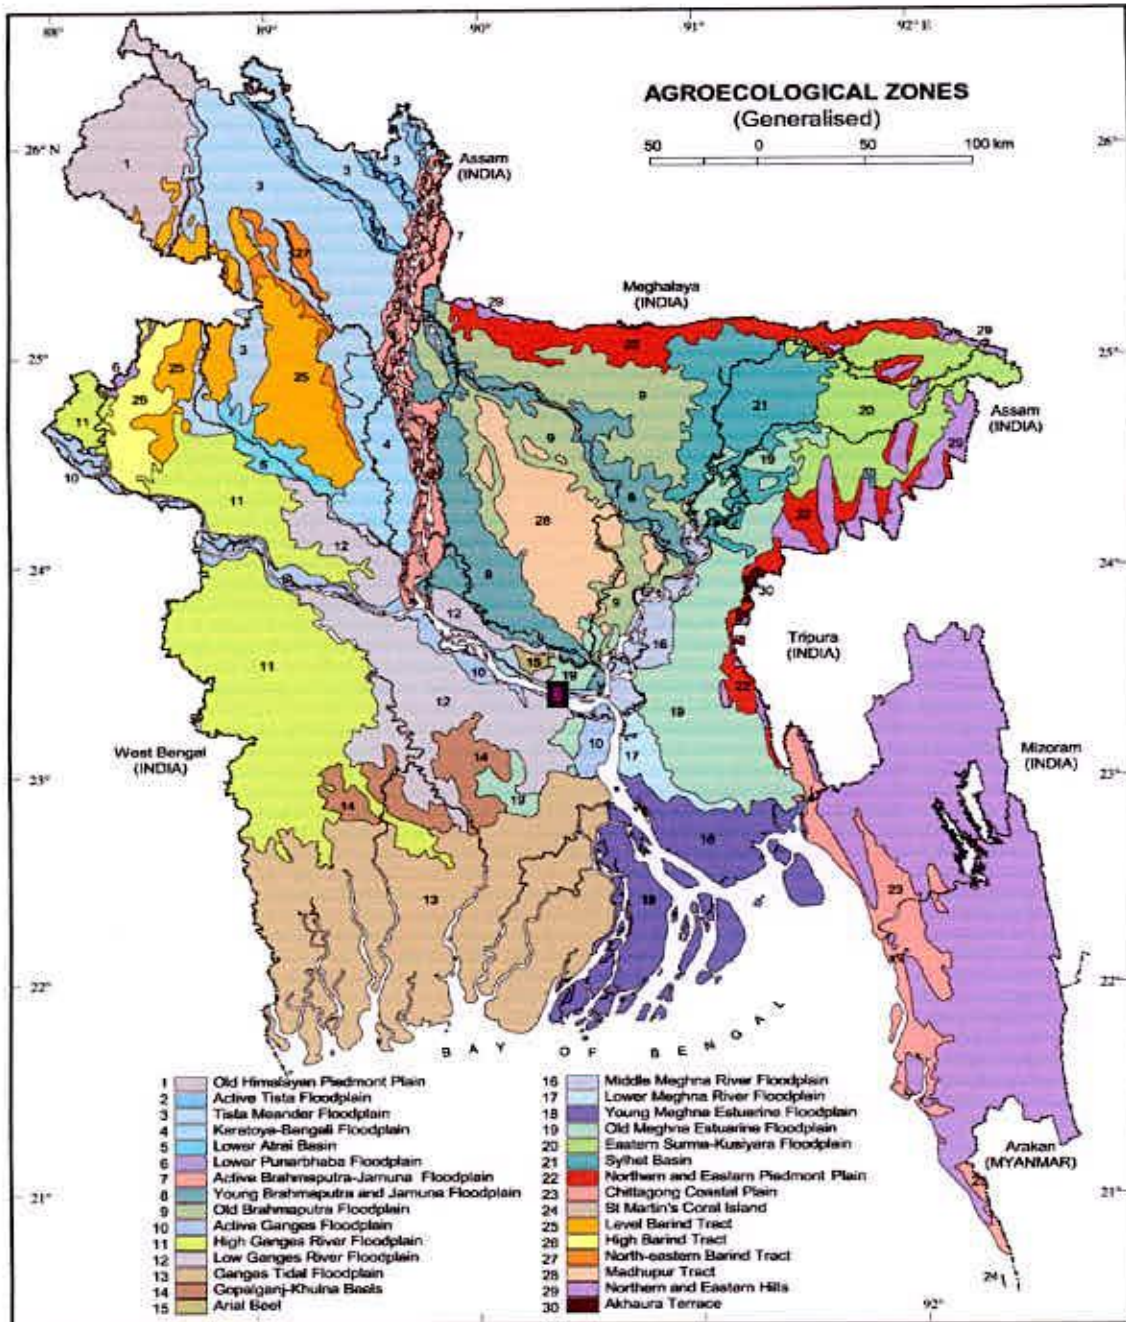 88° 89° 90° 91° 92° E
AGROECOLOGICAL ZONES
(Generalised)
50 0 50 100 km
26° N
26°
Assam
(INDIA)
Meghalaya
(INDIA)
25°
25°
Assam
(INDIA)
24°
24°
Tripura
(INDIA)
West Bengal
(INDIA)
Mizoram
(INDIA)
23°
23°
22°
22°
BAY OF BENGAL
Arakan
(MYANMAR)
21°
21°
92°
1 Old Himalayan Piedmont Plain
2 Active Tista Floodplain
3 Tista Meander Floodplain
4 Karatoya-Bangali Floodplain
5 Lower Atrai Basin
6 Lower Punarbhaba Floodplain
7 Active Brahmaputra-Jamuna Floodplain
8 Young Brahmaputra and Jamuna Floodplain
9 Old Brahmaputra Floodplain
10 Active Ganges Floodplain
11 High Ganges River Floodplain
12 Low Ganges River Floodplain
13 Ganges Tidal Floodplain
14 Gopalganj-Khulna Beels
15 Arial Beel
16 Middle Meghna River Floodplain
17 Lower Meghna River Floodplain
18 Young Meghna Estuarine Floodplain
19 Old Meghna Estuarine Floodplain
20 Eastern Surma-Kusiyara Floodplain
21 Sylhet Basin
22 Northern and Eastern Piedmont Plain
23 Chittagong Coastal Plain
24 St Martin's Coral Island
25 Level Barind Tract
26 High Barind Tract
27 North-eastern Barind Tract
28 Madhupur Tract
29 Northern and Eastern Hills
30 Akhaura Terrace